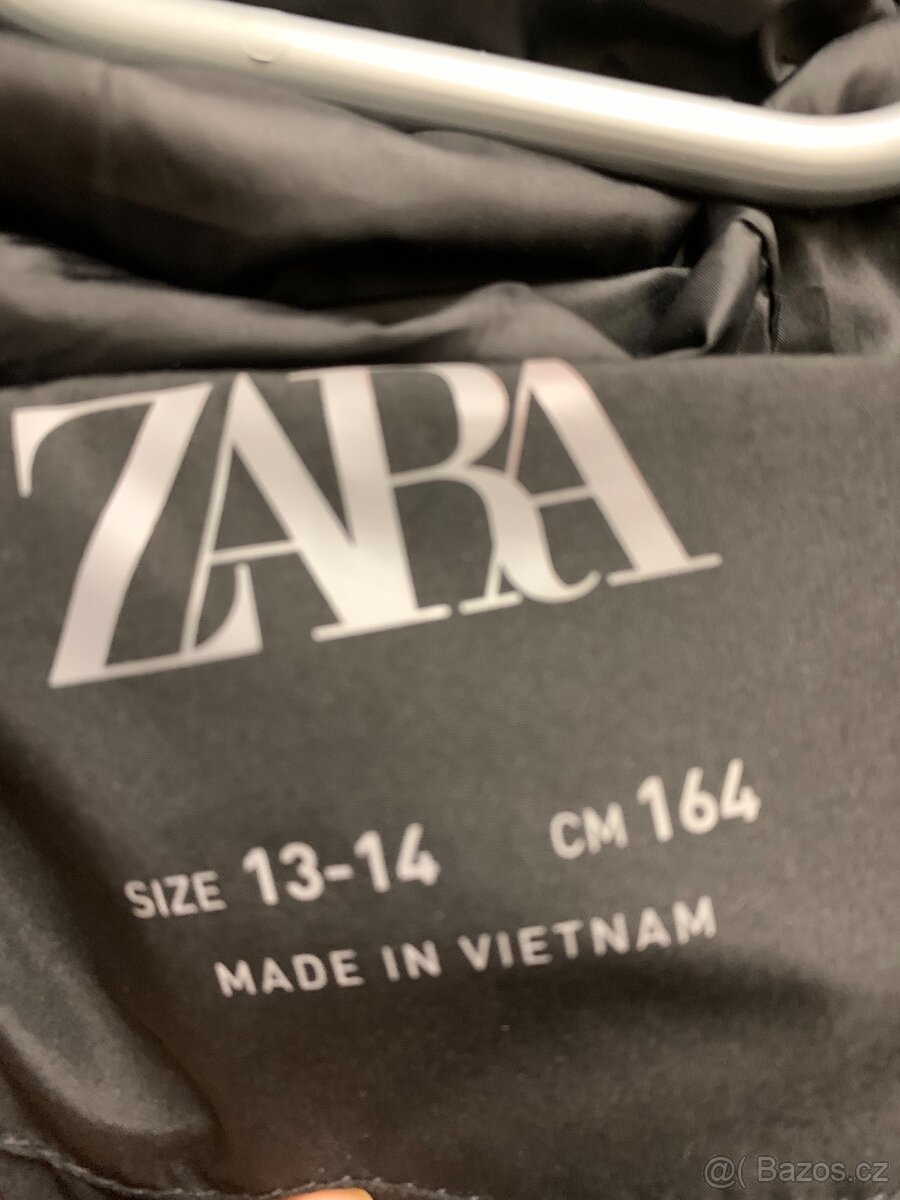 ZARA
SIZE 13-14 CM 164
MADE IN VIETNAM
@( Bazos.cz